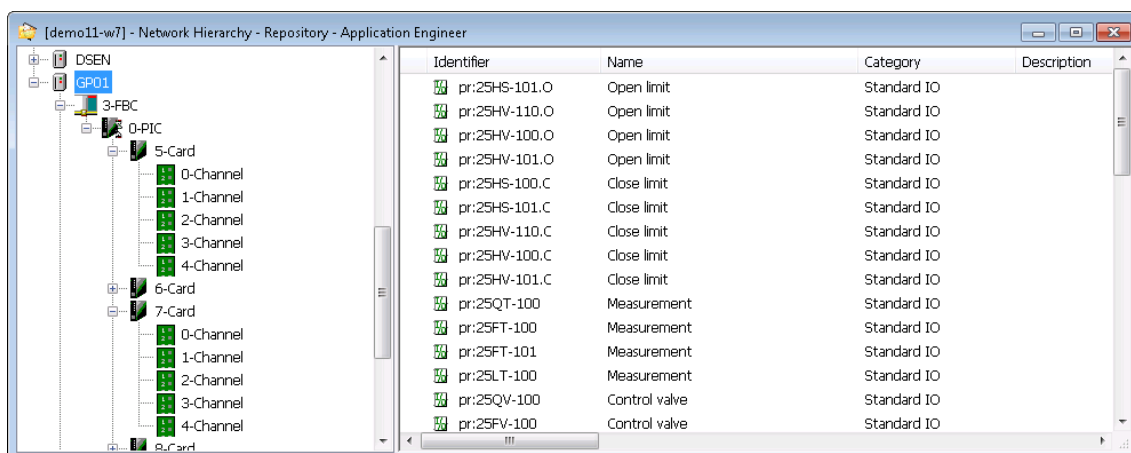 [demo11-w7] - Network Hierarchy - Repository - Application Engineer
DSEN
GP01
3-FBC
0-PIC
5-Card
0-Channel
1-Channel
2-Channel
3-Channel
4-Channel
6-Card
7-Card
0-Channel
1-Channel
2-Channel
3-Channel
4-Channel
8-Card
Identifier Name Category Description
pr:25HS-101.O Open limit Standard IO
pr:25HV-110.O Open limit Standard IO
pr:25HV-100.O Open limit Standard IO
pr:25HV-101.O Open limit Standard IO
pr:25HS-100.C Close limit Standard IO
pr:25HS-101.C Close limit Standard IO
pr:25HV-110.C Close limit Standard IO
pr:25HV-100.C Close limit Standard IO
pr:25HV-101.C Close limit Standard IO
pr:25QT-100 Measurement Standard IO
pr:25FT-100 Measurement Standard IO
pr:25FT-101 Measurement Standard IO
pr:25LT-100 Measurement Standard IO
pr:25QV-100 Control valve Standard IO
pr:25FV-100 Control valve Standard IO